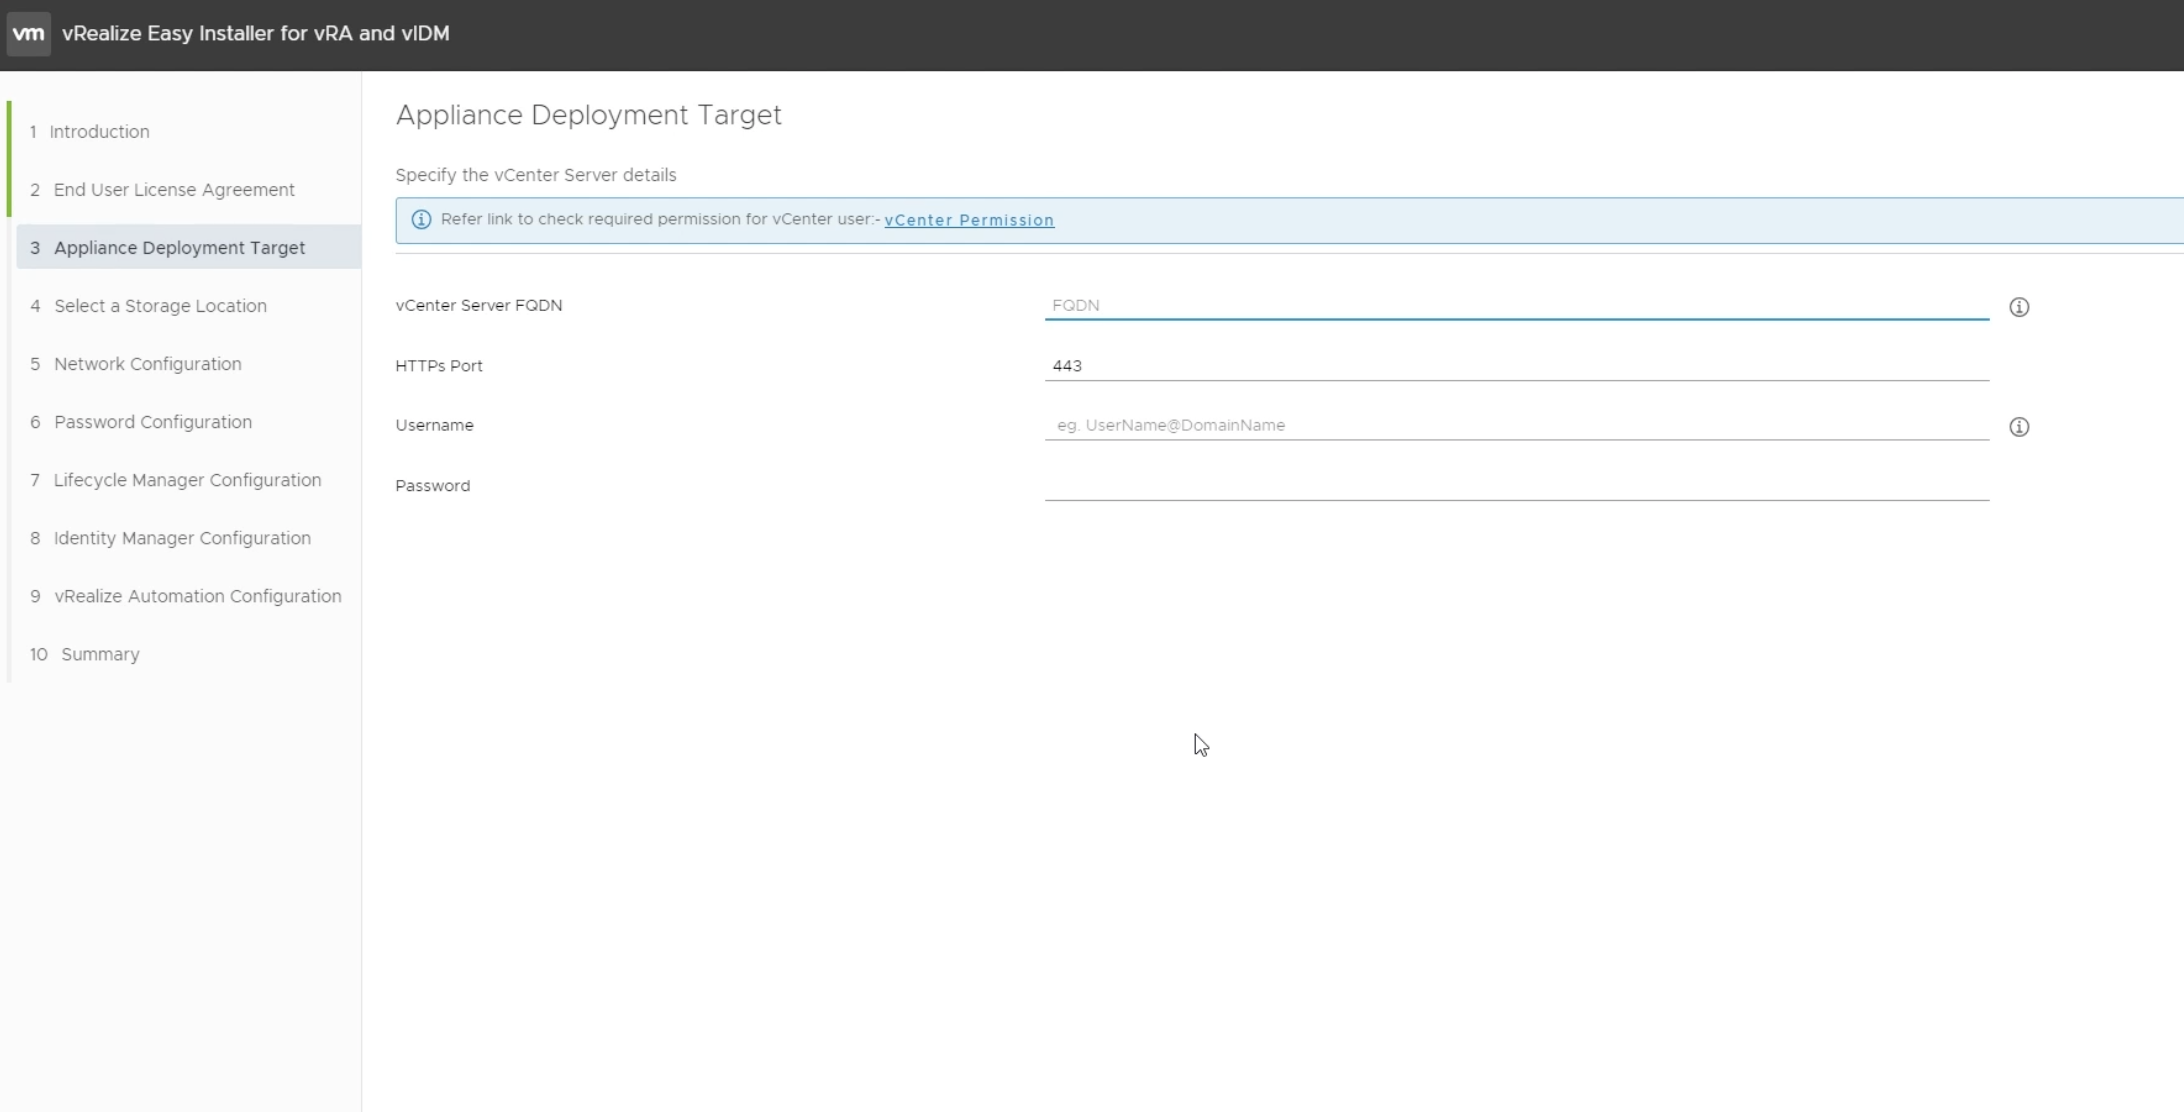 vm vRealize Easy Installer for vRA and vIDM
1 Introduction
2 End User License Agreement
3 Appliance Deployment Target
4 Select a Storage Location
5 Network Configuration
6 Password Configuration
7 Lifecycle Manager Configuration
8 Identity Manager Configuration
9 vRealize Automation Configuration
10 Summary
Appliance Deployment Target
Specify the vCenter Server details
Refer link to check required permission for vCenter user:- vCenter Permission
vCenter Server FQDN FQDN
HTTPs Port 443
Username eg. UserName@DomainName
Password